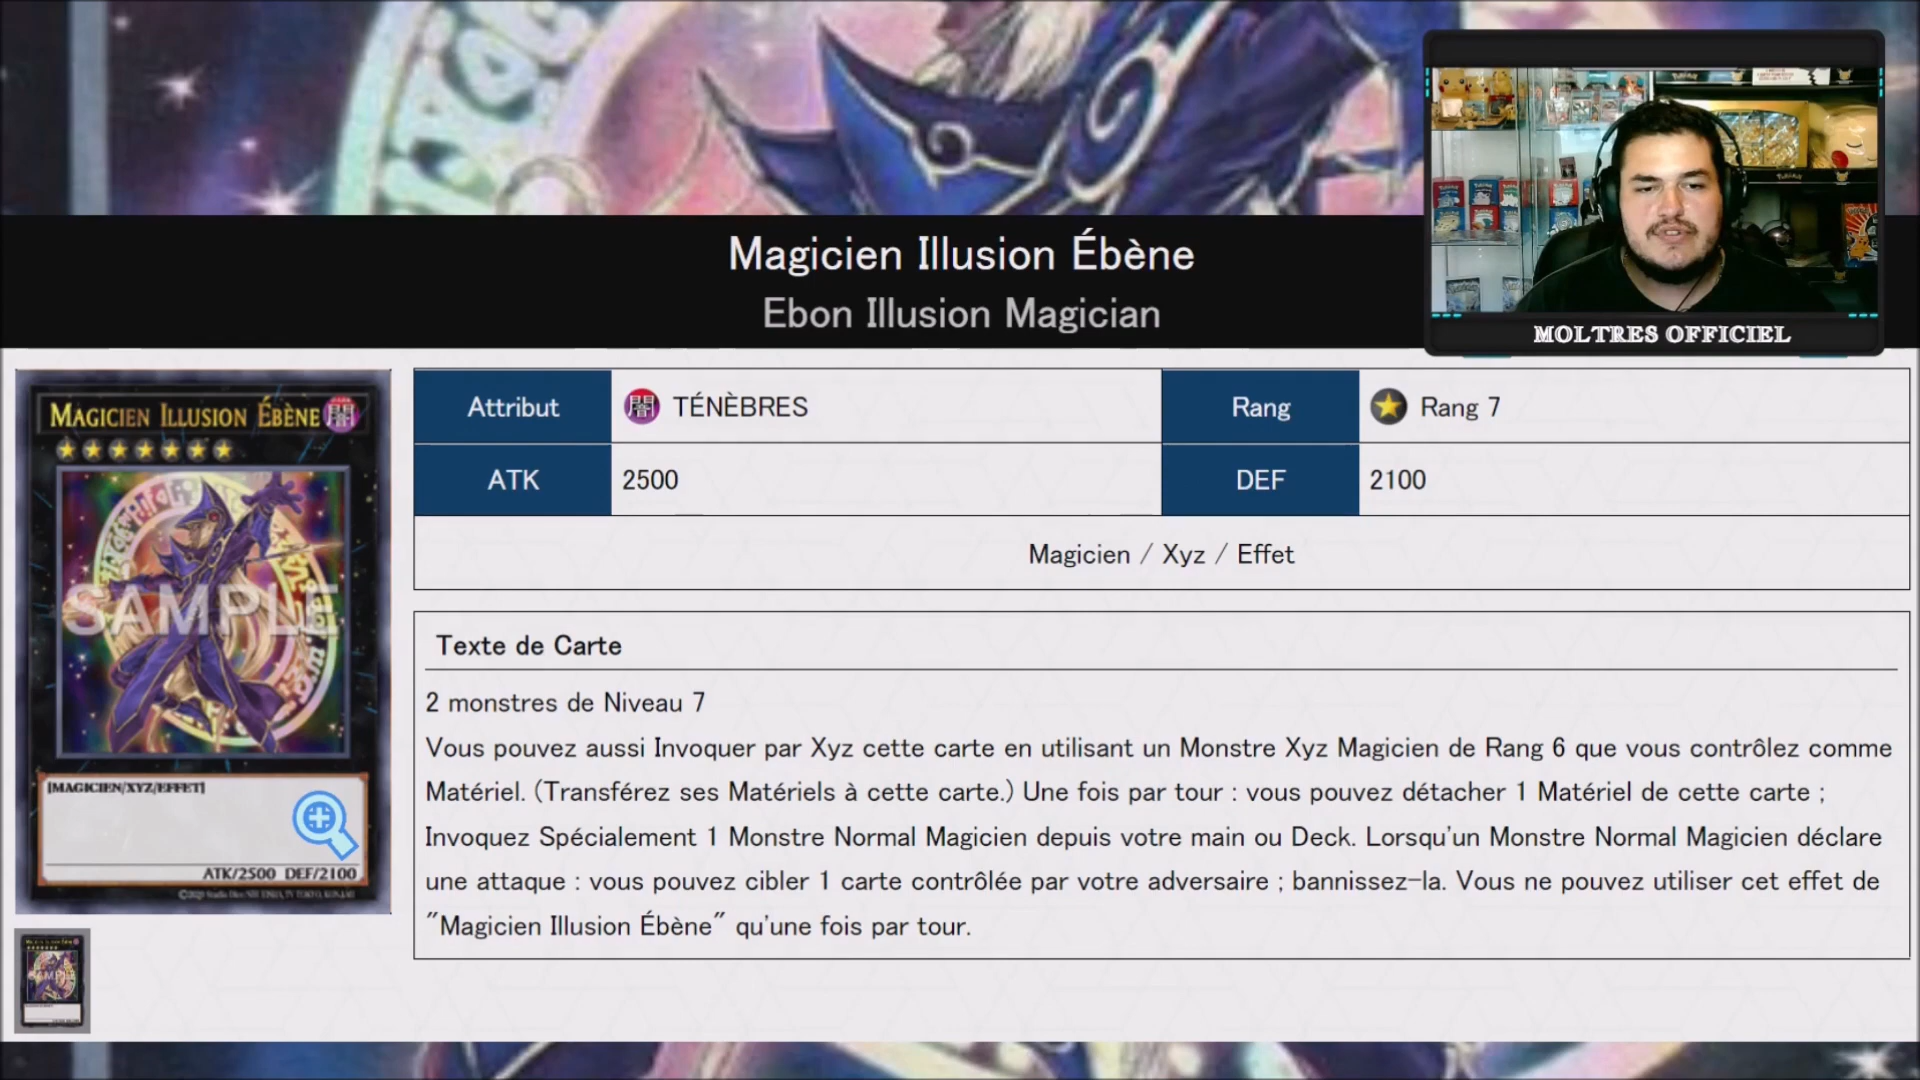 Magicien Illusion Ébène
Ebon Illusion Magician
MOLTRES OFFICIEL
MAGICIEN ILLUSION ÉBÈNE 闇
SAMPLE
[MAGICIEN/XYZ/EFFET]
ATK/2500 DEF/2100
Attribut 闇 TÉNÈBRES Rang Rang 7
ATK 2500 DEF 2100
Magicien / Xyz / Effet
Texte de Carte
2 monstres de Niveau 7
Vous pouvez aussi Invoquer par Xyz cette carte en utilisant un Monstre Xyz Magicien de Rang 6 que vous contrôlez comme
Matériel. (Transférez ses Matériels à cette carte.) Une fois par tour : vous pouvez détacher 1 Matériel de cette carte ;
Invoquez Spécialement 1 Monstre Normal Magicien depuis votre main ou Deck. Lorsqu'un Monstre Normal Magicien déclare
une attaque : vous pouvez cibler 1 carte contrôlée par votre adversaire ; bannissez-la. Vous ne pouvez utiliser cet effet de
"Magicien Illusion Ébène" qu'une fois par tour.